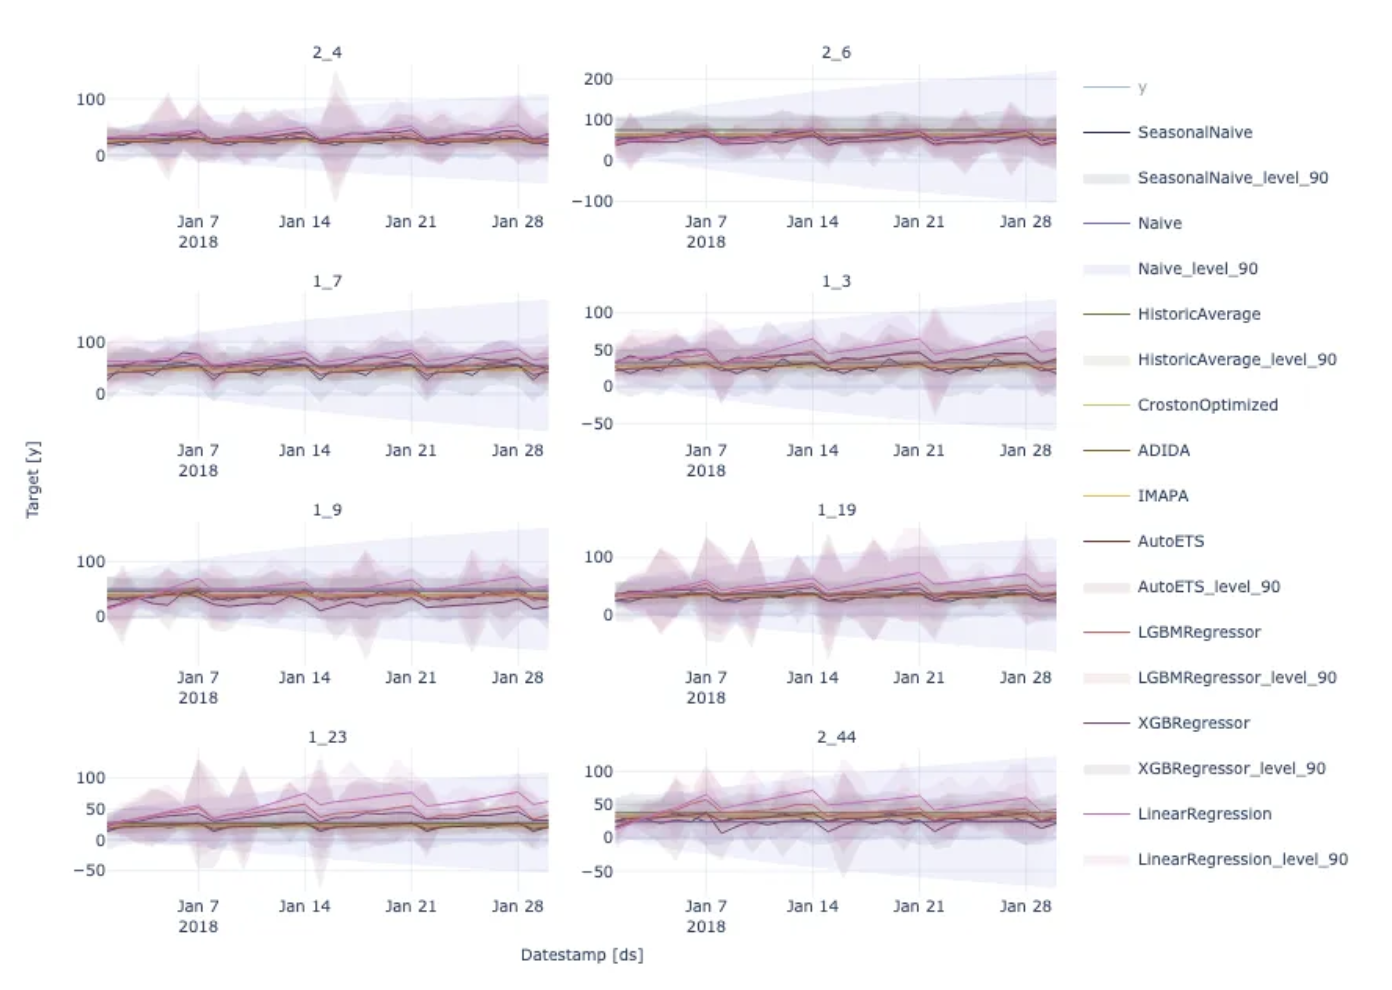 2_4
100
0
Jan 7
2018
Jan 14
Jan 21
Jan 28
2_6
200
100
0
−100
Jan 7
2018
Jan 14
Jan 21
Jan 28
1_7
100
0
Jan 7
2018
Jan 14
Jan 21
Jan 28
1_3
100
50
0
−50
Jan 7
2018
Jan 14
Jan 21
Jan 28
1_9
100
0
Jan 7
2018
Jan 14
Jan 21
Jan 28
1_19
100
0
Jan 7
2018
Jan 14
Jan 21
Jan 28
1_23
100
50
0
−50
Jan 7
2018
Jan 14
Jan 21
Jan 28
2_44
100
50
0
−50
Jan 7
2018
Jan 14
Jan 21
Jan 28
Target [y]
Datestamp [ds]
y
SeasonalNaive
SeasonalNaive_level_90
Naive
Naive_level_90
HistoricAverage
HistoricAverage_level_90
CrostonOptimized
ADIDA
IMAPA
AutoETS
AutoETS_level_90
LGBMRegressor
LGBMRegressor_level_90
XGBRegressor
XGBRegressor_level_90
LinearRegression
LinearRegression_level_90